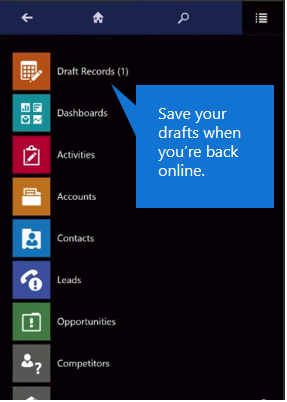 Draft Records (1)
Save your
drafts when
you're back
online.
Dashboards
Activities
Accounts
Contacts
Leads
Opportunities
Competitors